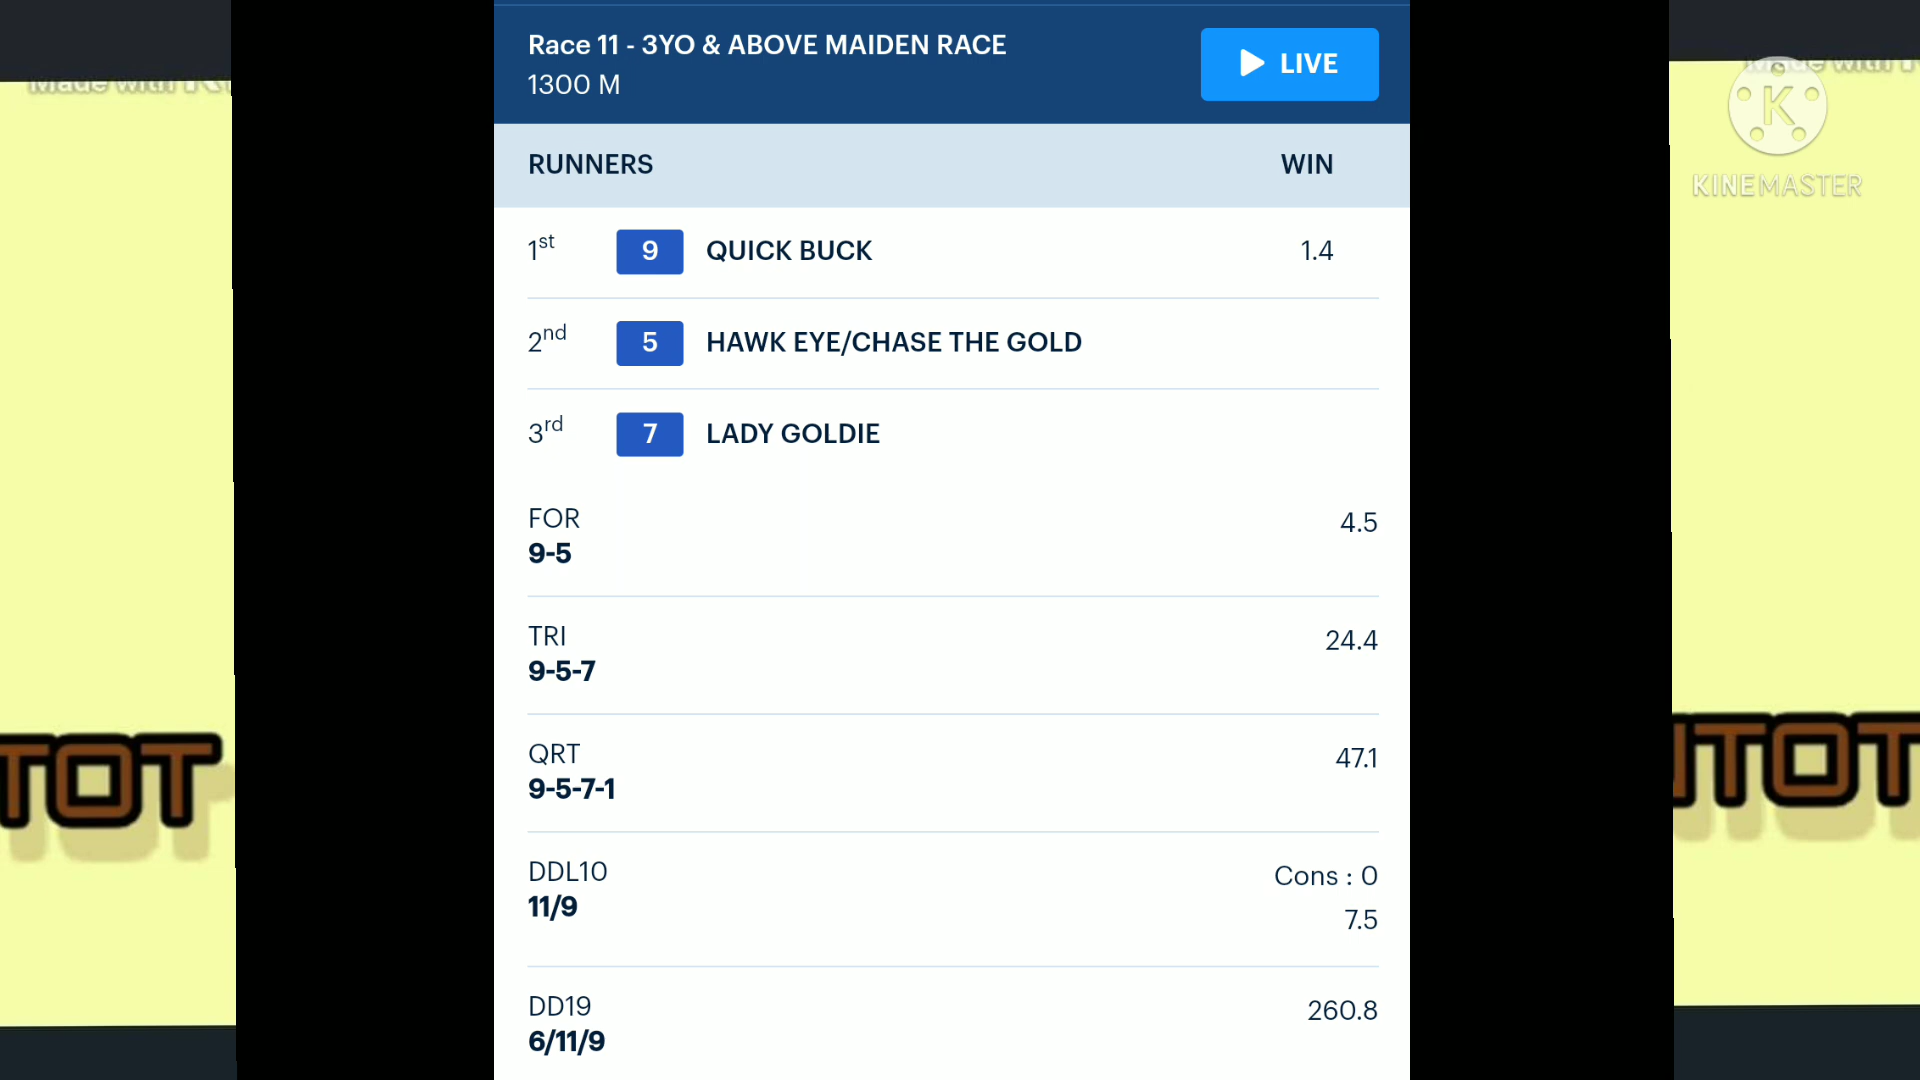 Race 11 - 3YO & ABOVE MAIDEN RACE
1300 M
LIVE
RUNNERS WIN
1st 9 QUICK BUCK 1.4
2nd 5 HAWK EYE/CHASE THE GOLD
3rd 7 LADY GOLDIE
FOR 4.5
9-5
TRI 24.4
9-5-7
QRT 47.1
9-5-7-1
DDL10 Cons : 0
11/9 7.5
DD19 260.8
6/11/9
Made with
K
KINEMASTER
TOT
TOT